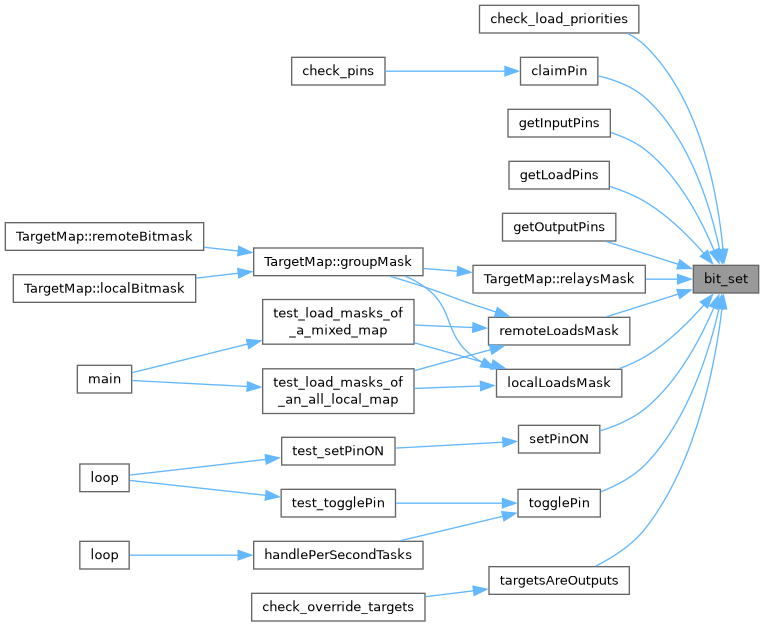 check_load_priorities
check_pins
claimPin
getInputPins
getLoadPins
getOutputPins
TargetMap::remoteBitmask
TargetMap::localBitmask
TargetMap::groupMask
TargetMap::relaysMask
bit_set
test_load_masks_of
_a_mixed_map
remoteLoadsMask
main
test_load_masks_of
_an_all_local_map
localLoadsMask
test_setPinON
setPinON
loop
test_togglePin
togglePin
loop
handlePerSecondTasks
targetsAreOutputs
check_override_targets